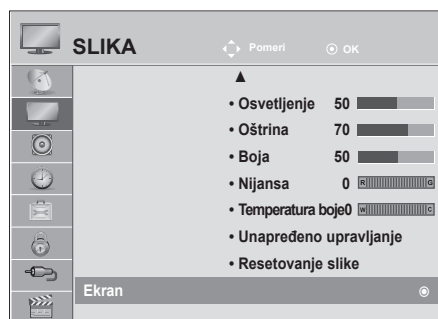 SLIKA Pomeri OK
• Osvetljenje 50
• Oštrina 70
• Boja 50
• Nijansa 0 R G
• Temperatura boje0 W C
• Unapređeno upravljanje
• Resetovanje slike
Ekran